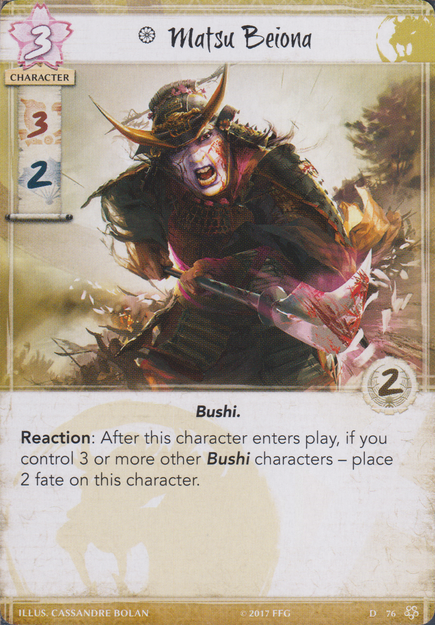 3
Matsu Beiona
CHARACTER
3
2
2
Bushi.
Reaction: After this character enters play, if you
control 3 or more other Bushi characters – place
2 fate on this character.
ILLUS. CASSANDRE BOLAN © 2017 FFG D 76